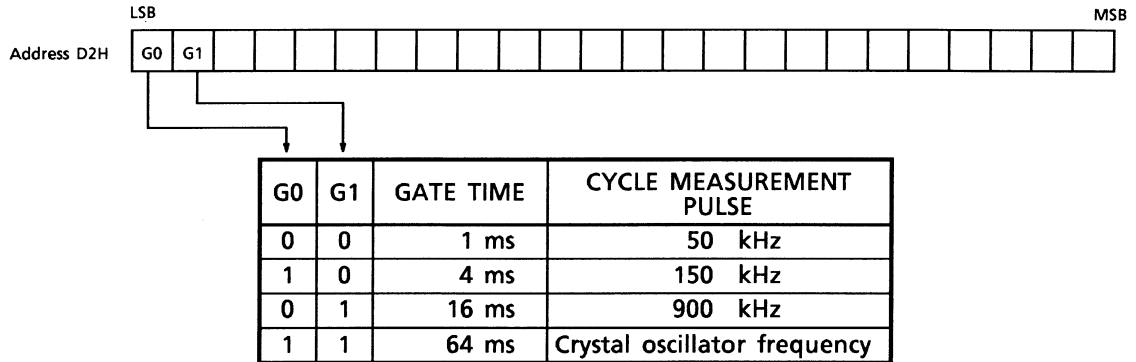 LSB MSB
Address D2H G0 G1
G0 G1 GATE TIME CYCLE MEASUREMENT
PULSE
0 0 1 ms 50 kHz
1 0 4 ms 150 kHz
0 1 16 ms 900 kHz
1 1 64 ms Crystal oscillator frequency